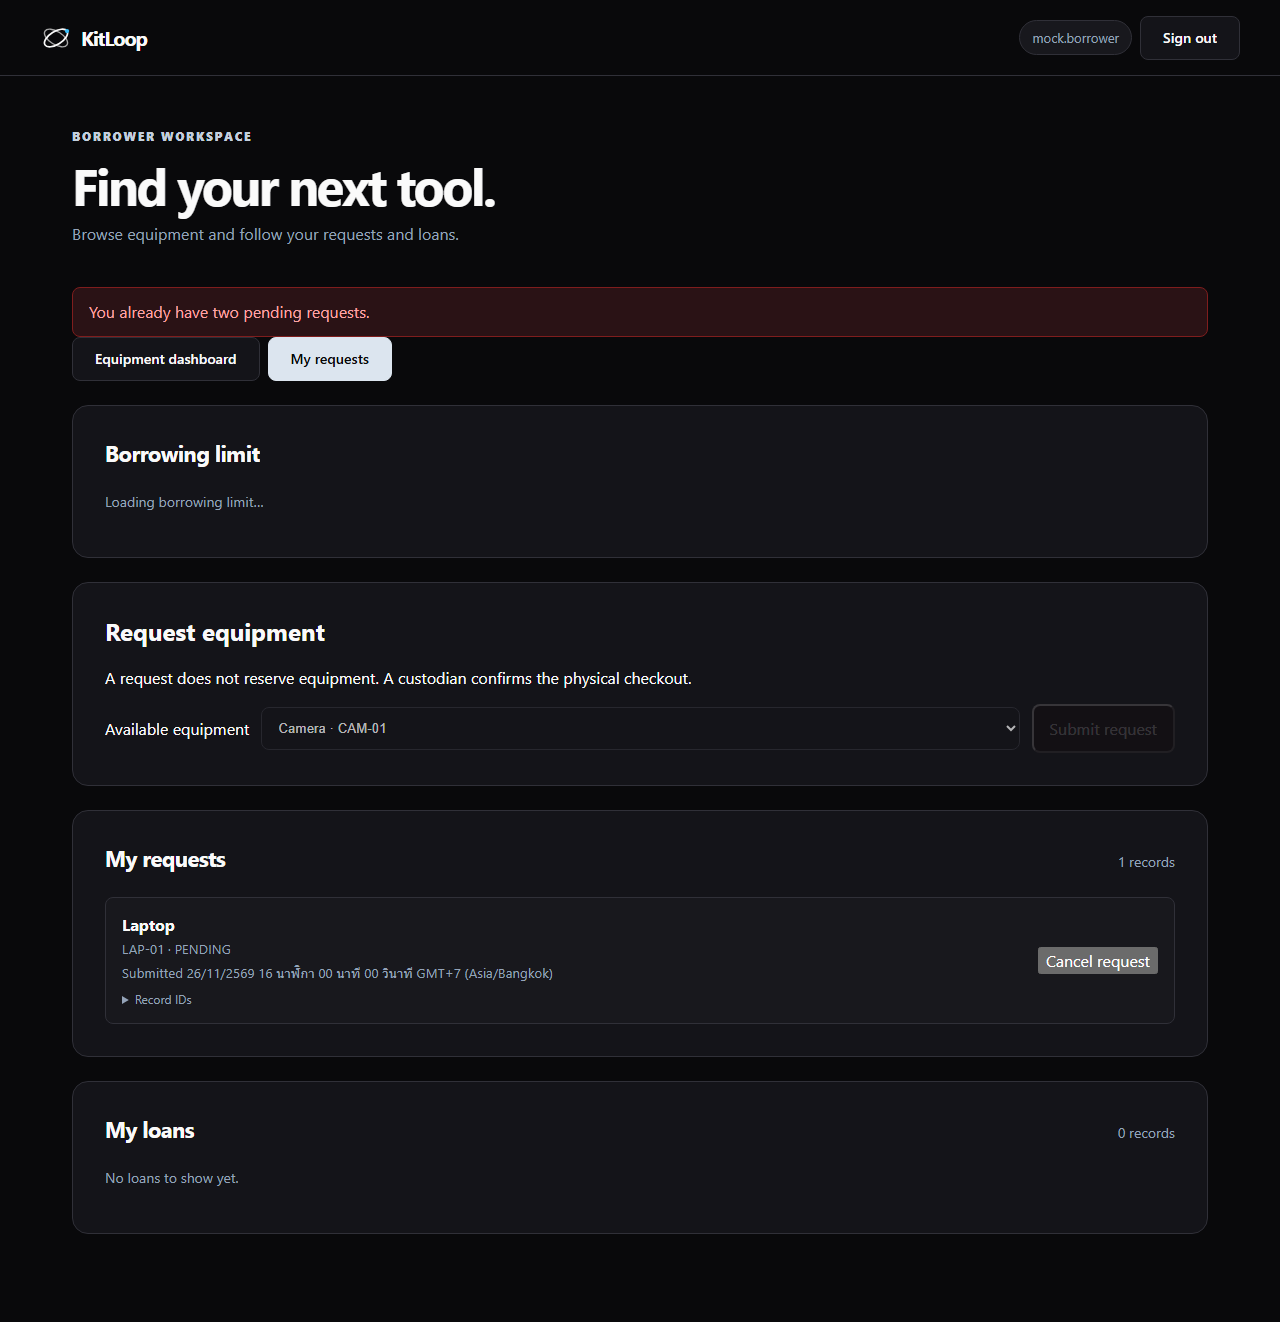 KitLoop
mock.borrower
Sign out
BORROWER WORKSPACE
Find your next tool.
Browse equipment and follow your requests and loans.
You already have two pending requests.
Equipment dashboard
My requests
Borrowing limit
Loading borrowing limit...
Request equipment
A request does not reserve equipment. A custodian confirms the physical checkout.
Available equipment
Camera · CAM-01
Submit request
My requests
1 records
Laptop
LAP-01 · PENDING
Submitted 26/11/2569 16 นาฬิกา 00 นาที 00 วินาที GMT+7 (Asia/Bangkok)
Cancel request
Record IDs
My loans
0 records
No loans to show yet.